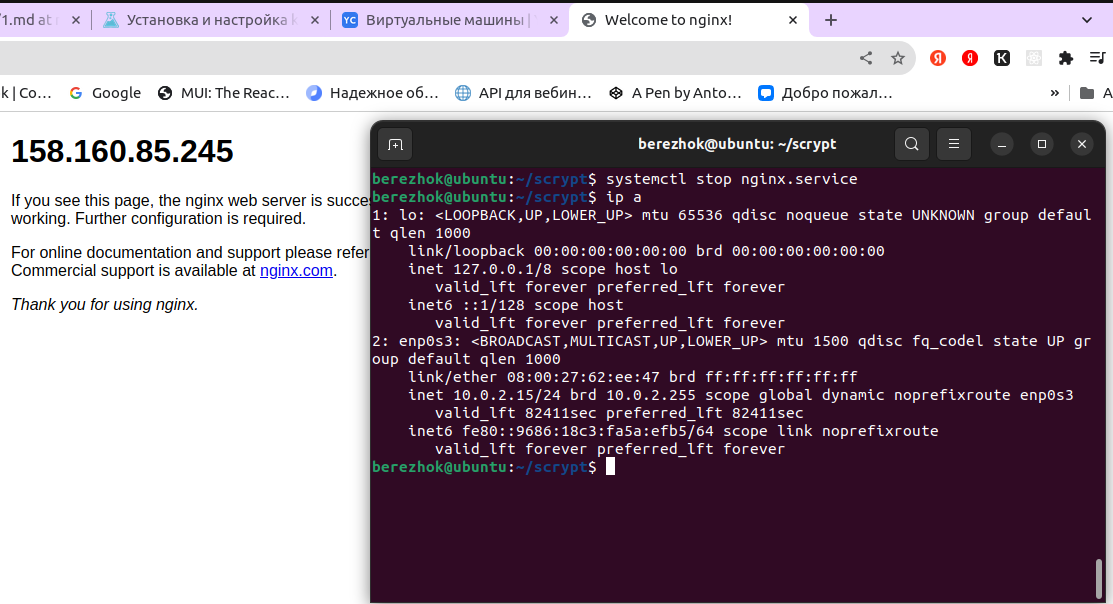 /1.md at
Установка и настройка k
YC Виртуальные машины |
Welcome to nginx!
k | Co…
Google
MUI: The Reac…
Надежное об…
API для вебин…
A Pen by Anto…
Добро пожал…
»
A
158.160.85.245
If you see this page, the nginx web server is succe
working. Further configuration is required.
For online documentation and support please refer
Commercial support is available at nginx.com.
Thank you for using nginx.
berezhok@ubuntu: ~/scrypt
berezhok@ubuntu:~/scrypt$ systemctl stop nginx.service
berezhok@ubuntu:~/scrypt$ ip a
1: lo: <LOOPBACK,UP,LOWER_UP> mtu 65536 qdisc noqueue state UNKNOWN group defaul
t qlen 1000
link/loopback 00:00:00:00:00:00 brd 00:00:00:00:00:00
inet 127.0.0.1/8 scope host lo
valid_lft forever preferred_lft forever
inet6 ::1/128 scope host
valid_lft forever preferred_lft forever
2: enp0s3: <BROADCAST,MULTICAST,UP,LOWER_UP> mtu 1500 qdisc fq_codel state UP gr
oup default qlen 1000
link/ether 08:00:27:62:ee:47 brd ff:ff:ff:ff:ff:ff
inet 10.0.2.15/24 brd 10.0.2.255 scope global dynamic noprefixroute enp0s3
valid_lft 82411sec preferred_lft 82411sec
inet6 fe80::9686:18c3:fa5a:efb5/64 scope link noprefixroute
valid_lft forever preferred_lft forever
berezhok@ubuntu:~/scrypt$